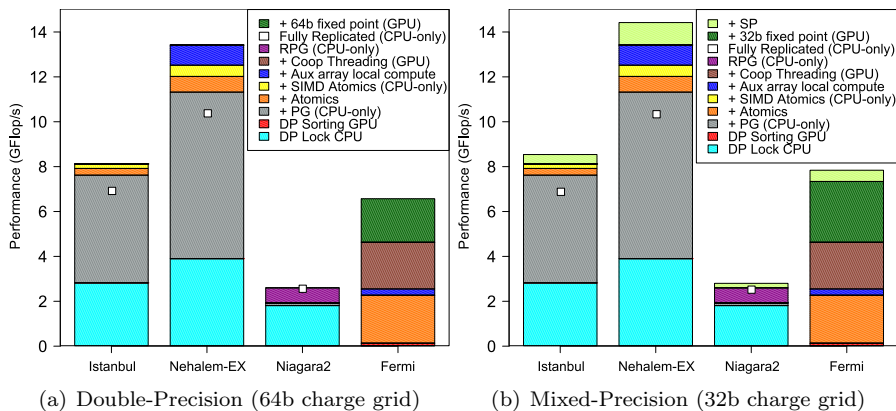 Performance (GFlop/s)
14
12
10
8
6
4
2
0
+ 64b fixed point (GPU)
Fully Replicated (CPU-only)
RPG (CPU-only)
+ Coop Threading (GPU)
+ Aux array local compute
+ SIMD Atomics (CPU-only)
+ Atomics
+ PG (CPU-only)
DP Sorting GPU
DP Lock CPU
Istanbul Nehalem-EX Niagara2 Fermi
(a) Double-Precision (64b charge grid)
Performance (GFlop/s)
14
12
10
8
6
4
2
0
+ SP
+ 32b fixed point (GPU)
Fully Replicated (CPU-only)
RPG (CPU-only)
+ Coop Threading (GPU)
+ Aux array local compute
+ SIMD Atomics (CPU-only)
+ Atomics
+ PG (CPU-only)
DP Sorting GPU
DP Lock CPU
Istanbul Nehalem-EX Niagara2 Fermi
(b) Mixed-Precision (32b charge grid)